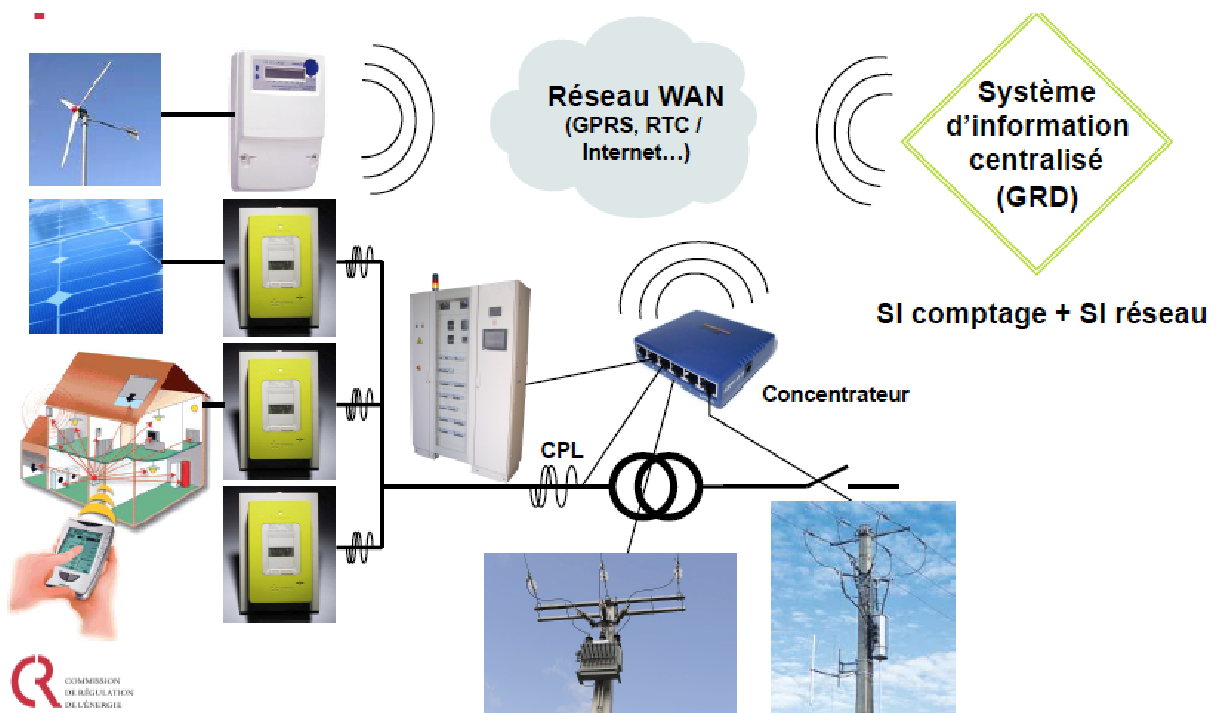 Réseau WAN
(GPRS, RTC /
Internet…)
Système
d'information
centralisé
(GRD)
SI comptage + SI réseau
Concentrateur
CPL
COMMISSION
DE RÉGULATION
DE L'ÉNERGIE